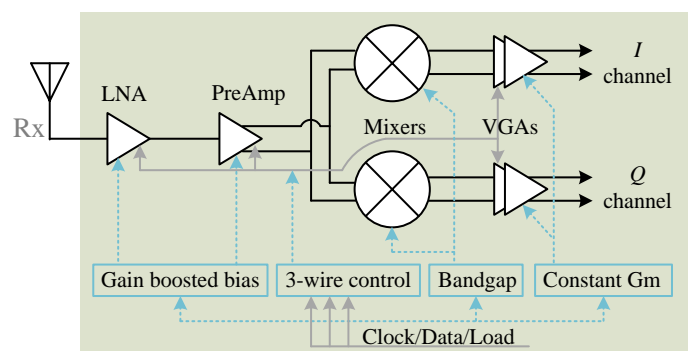 I
channel
LNA
PreAmp
Rx
Mixers
VGAs
Q
channel
Gain boosted bias
3-wire control
Bandgap
Constant Gm
Clock/Data/Load